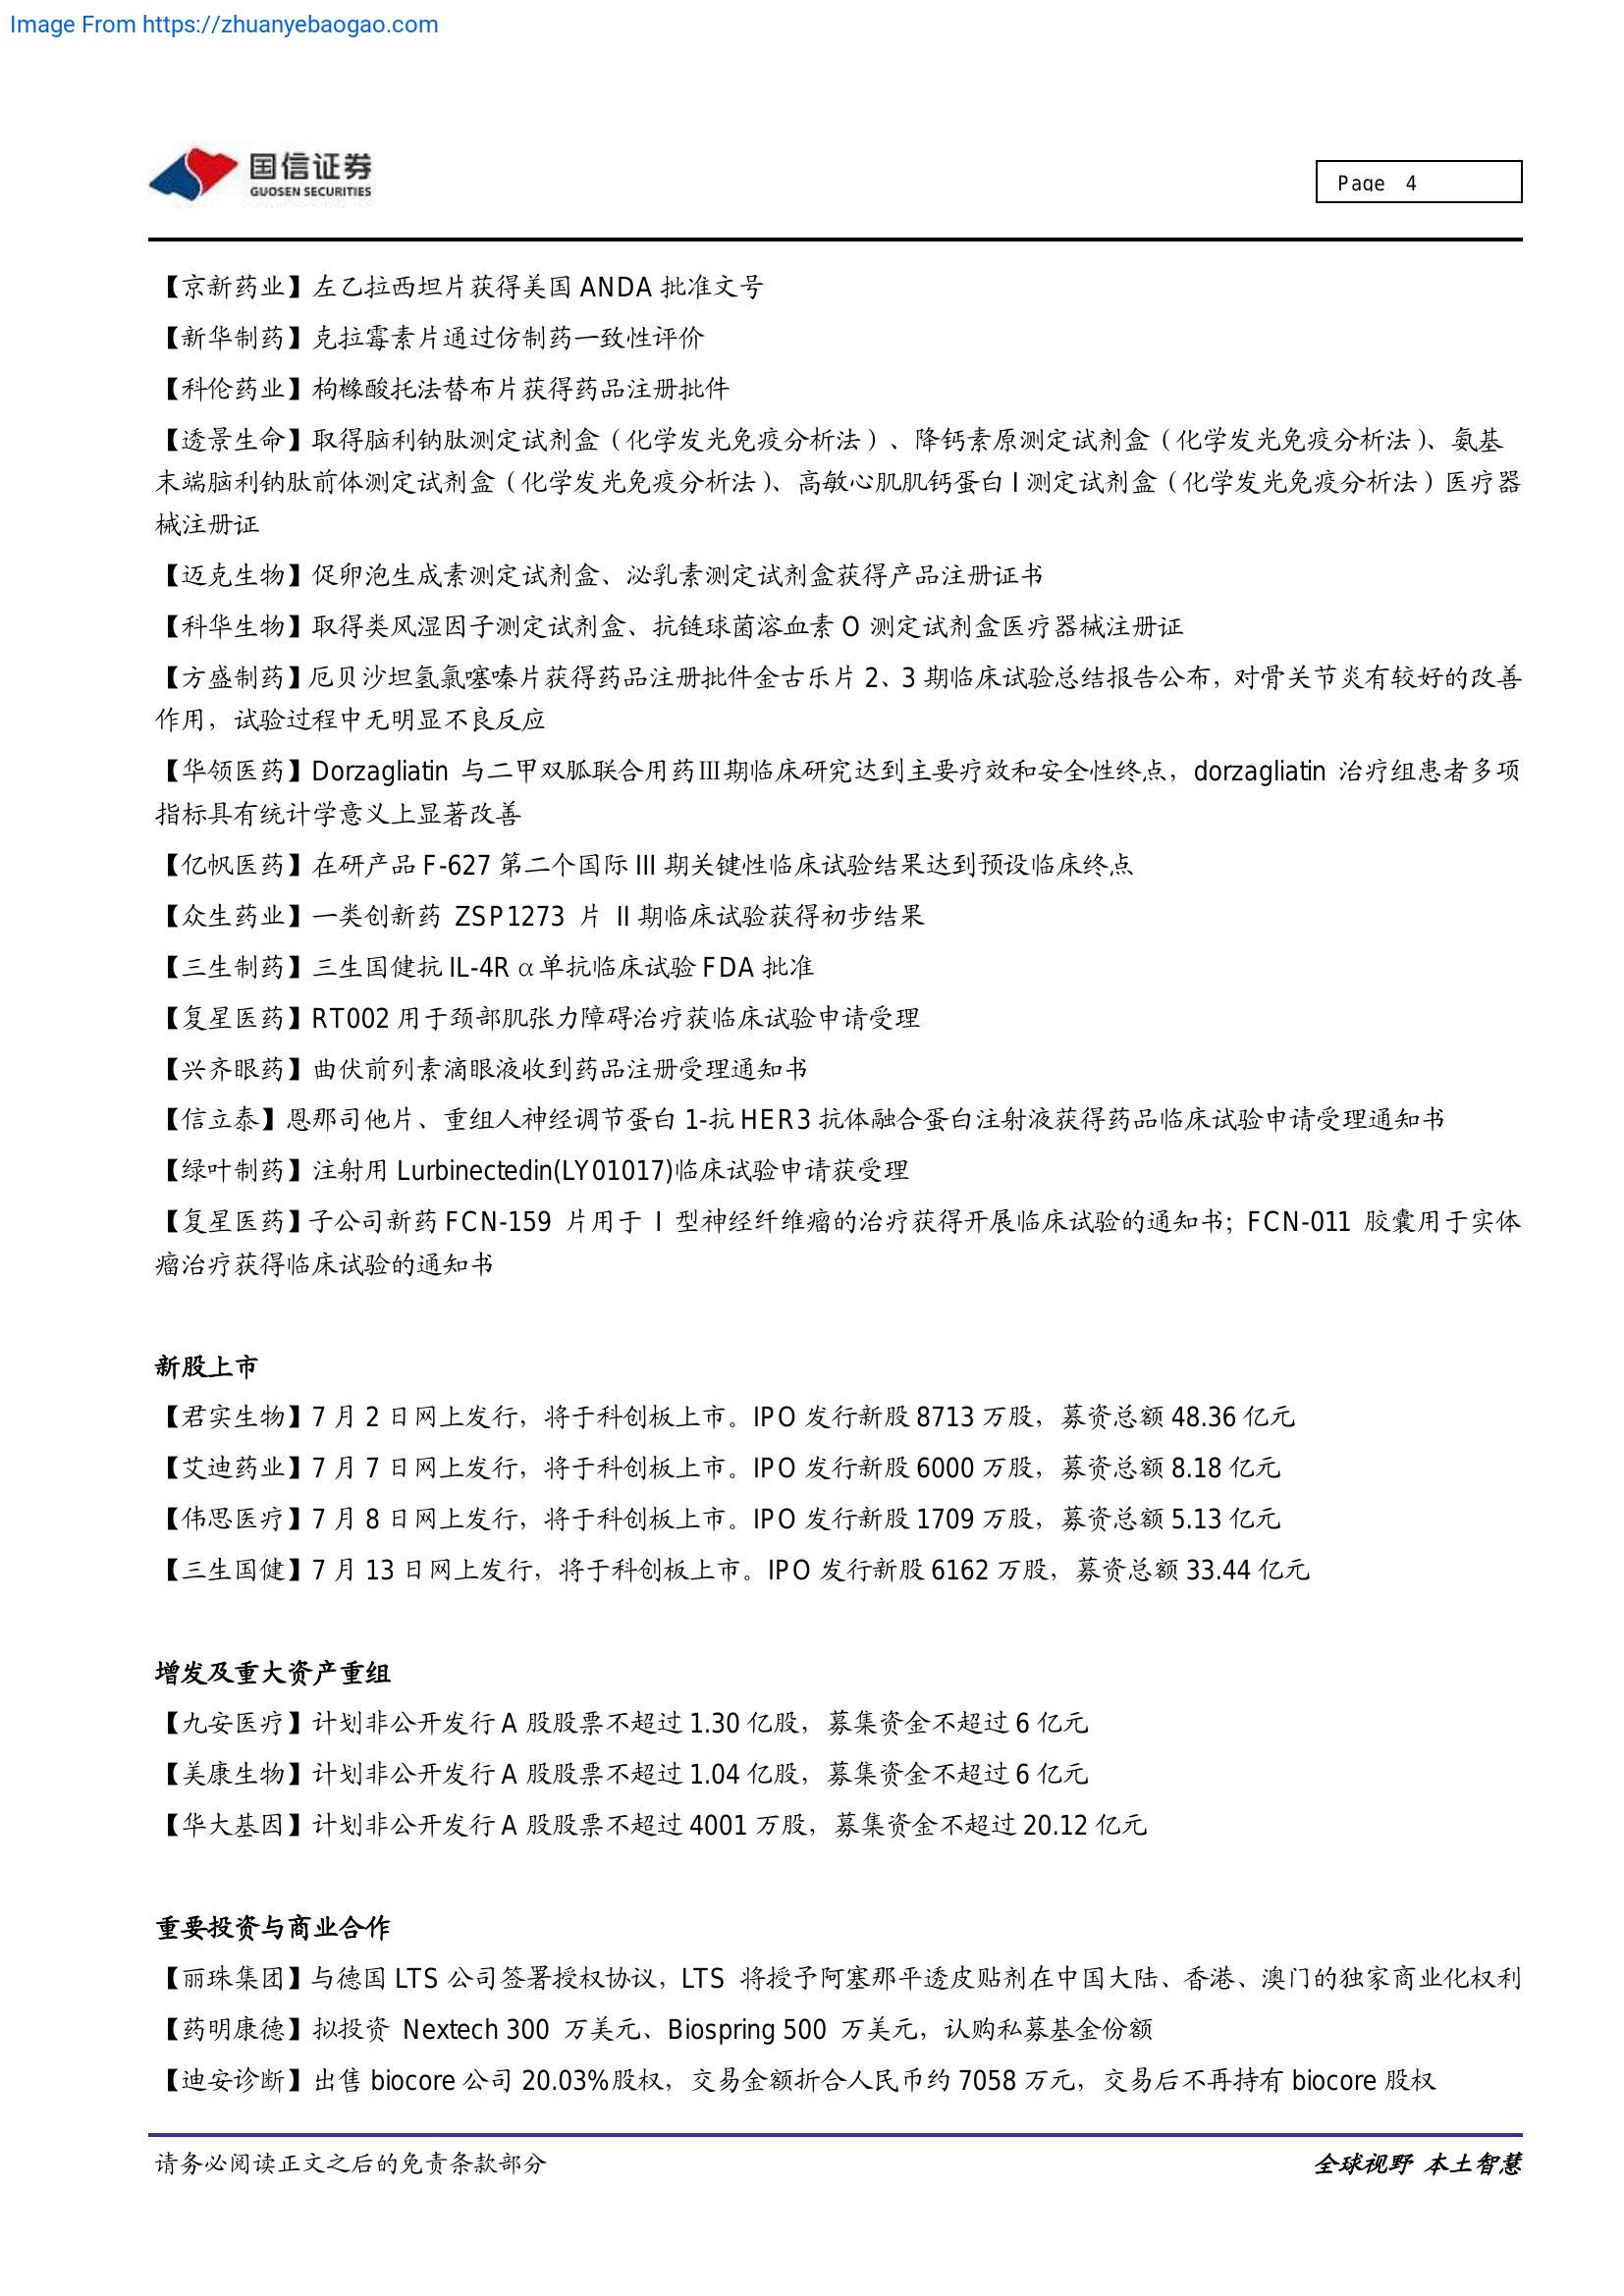 Image From https://zhuanyebaogao.com
国信证券
GUOSEN SECURITIES
Page 4
【京新药业】左乙拉西坦片获得美国 ANDA 批准文号
【新华制药】克拉霉素片通过仿制药一致性评价
【科伦药业】枸橼酸托法替布片获得药品注册批件
【透景生命】取得脑利钠肽测定试剂盒（化学发光免疫分析法）、降钙素原测定试剂盒（化学发光免疫分析法）、氨基
末端脑利钠肽前体测定试剂盒（化学发光免疫分析法）、高敏心肌肌钙蛋白 I 测定试剂盒（化学发光免疫分析法）医疗器
械注册证
【迈克生物】促卵泡生成素测定试剂盒、泌乳素测定试剂盒获得产品注册证书
【科华生物】取得类风湿因子测定试剂盒、抗链球菌溶血素 O 测定试剂盒医疗器械注册证
【方盛制药】厄贝沙坦氢氯噻嗪片获得药品注册批件金古乐片 2、3 期临床试验总结报告公布，对骨关节炎有较好的改善
作用，试验过程中无明显不良反应
【华领医药】Dorzagliatin 与二甲双胍联合用药Ⅲ期临床研究达到主要疗效和安全性终点，dorzagliatin 治疗组患者多项
指标具有统计学意义上显著改善
【亿帆医药】在研产品 F-627 第二个国际 III 期关键性临床试验结果达到预设临床终点
【众生药业】一类创新药 ZSP1273 片 II 期临床试验获得初步结果
【三生制药】三生国健抗 IL-4R α单抗临床试验 FDA 批准
【复星医药】RT002 用于颈部肌张力障碍治疗获临床试验申请受理
【兴齐眼药】曲伏前列素滴眼液收到药品注册受理通知书
【信立泰】恩那司他片、重组人神经调节蛋白 1-抗 HER3 抗体融合蛋白注射液获得药品临床试验申请受理通知书
【绿叶制药】注射用 Lurbinectedin(LY01017)临床试验申请获受理
【复星医药】子公司新药 FCN-159 片用于 I 型神经纤维瘤的治疗获得开展临床试验的通知书；FCN-011 胶囊用于实体
瘤治疗获得临床试验的通知书
新股上市
【君实生物】7 月 2 日网上发行，将于科创板上市。IPO 发行新股 8713 万股，募资总额 48.36 亿元
【艾迪药业】7 月 7 日网上发行，将于科创板上市。IPO 发行新股 6000 万股，募资总额 8.18 亿元
【伟思医疗】7 月 8 日网上发行，将于科创板上市。IPO 发行新股 1709 万股，募资总额 5.13 亿元
【三生国健】7 月 13 日网上发行，将于科创板上市。IPO 发行新股 6162 万股，募资总额 33.44 亿元
增发及重大资产重组
【九安医疗】计划非公开发行 A 股股票不超过 1.30 亿股，募集资金不超过 6 亿元
【美康生物】计划非公开发行 A 股股票不超过 1.04 亿股，募集资金不超过 6 亿元
【华大基因】计划非公开发行 A 股股票不超过 4001 万股，募集资金不超过 20.12 亿元
重要投资与商业合作
【丽珠集团】与德国 LTS 公司签署授权协议，LTS 将授予阿塞那平透皮贴剂在中国大陆、香港、澳门的独家商业化权利
【药明康德】拟投资 Nextech 300 万美元、Biospring 500 万美元，认购私募基金份额
【迪安诊断】出售 biocore 公司 20.03%股权，交易金额折合人民币约 7058 万元，交易后不再持有 biocore 股权
请务必阅读正文之后的免责条款部分
全球视野 本土智慧